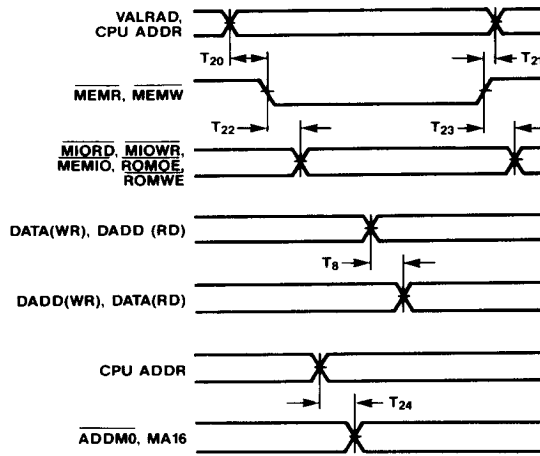 VALRAD,
CPU ADDR
T20
T21
MEMR, MEMW
T22
T23
MIORD, MIOWR,
MEMIO, ROMOE,
ROMWE
DATA(WR), DADD (RD)
T8
DADD(WR), DATA(RD)
CPU ADDR
T24
ADDM0, MA16